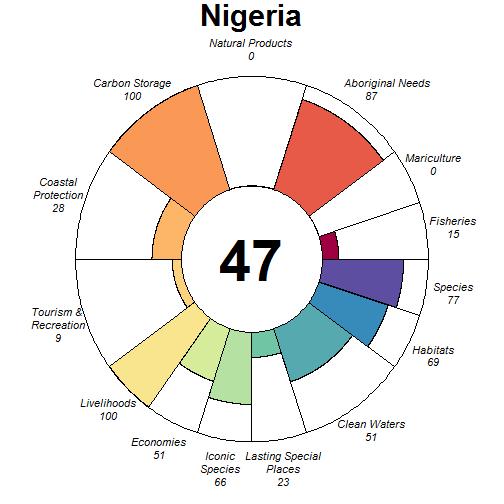 Nigeria
Natural Products
0
Carbon Storage
100
Aboriginal Needs
87
Mariculture
0
Coastal
Protection
28
Fisheries
15
47
Species
77
Tourism &
Recreation
9
Habitats
69
Livelihoods
100
Clean Waters
51
Economies
51
Iconic
Species
66
Lasting Special
Places
23